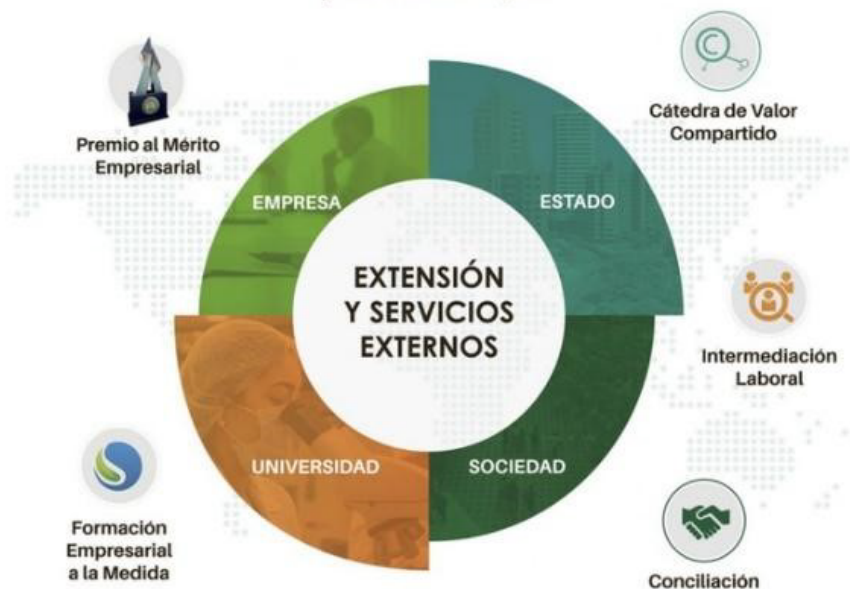 Premio al Mérito
Empresarial
Cátedra de Valor
Compartido
EMPRESA
ESTADO
EXTENSIÓN
Y SERVICIOS
EXTERNOS
Intermediación
Laboral
UNIVERSIDAD
SOCIEDAD
Formación
Empresarial
a la Medida
Conciliación